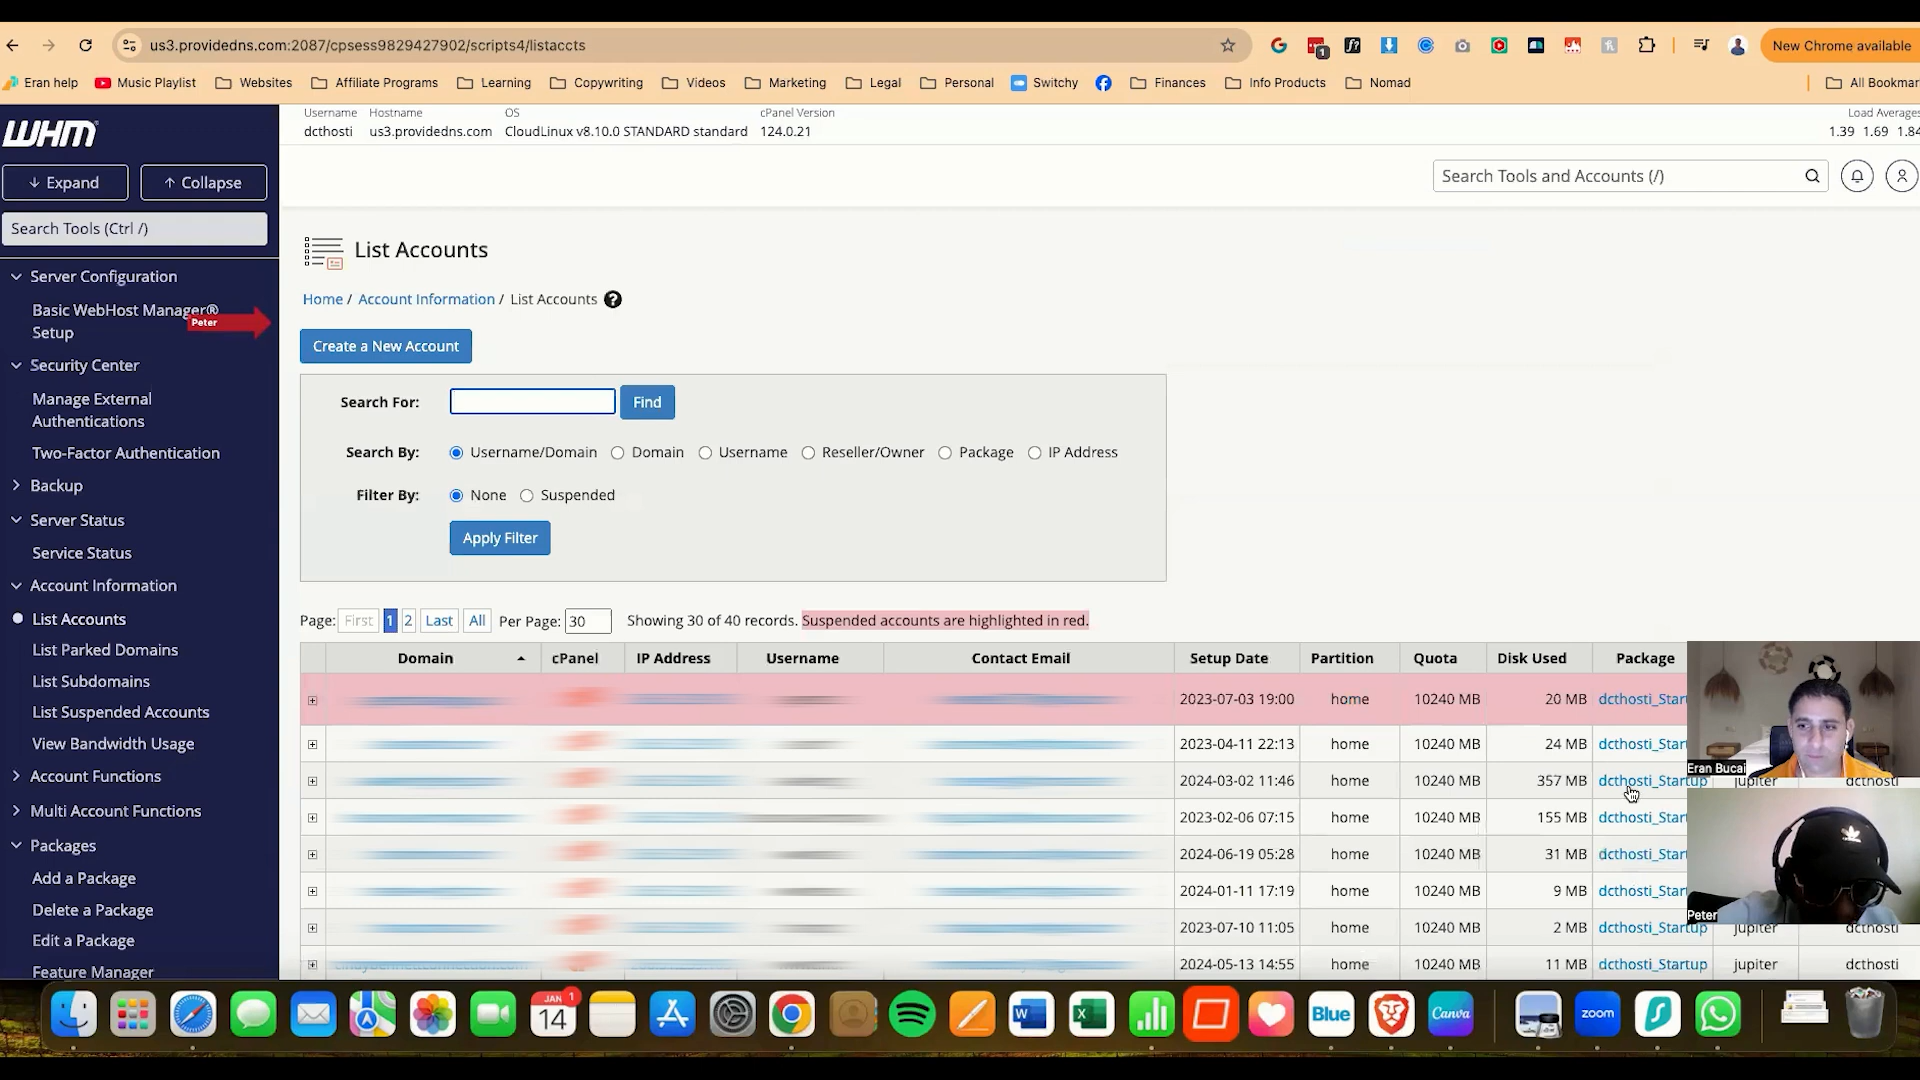 us3.providedns.com:2087/cpsess9829427902/scripts4/listaccts
New Chrome available
Eran help Music Playlist Websites Affiliate Programs Learning Copywriting Videos Marketing Legal Personal Switchy Finances Info Products Nomad All Bookmar
Username Hostname OS cPanel Version Load Averages
dcthosti us3.providedns.com CloudLinux v8.10.0 STANDARD standard 124.0.21 1.39 1.69 1.84
WHM
↓ Expand ↑ Collapse
Search Tools and Accounts (/)
Search Tools (Ctrl /)
Server Configuration
Basic WebHost Manager®
Setup
Peter
Security Center
Manage External
Authentications
Two-Factor Authentication
Backup
Server Status
Service Status
Account Information
List Accounts
List Parked Domains
List Subdomains
List Suspended Accounts
View Bandwidth Usage
Account Functions
Multi Account Functions
Packages
Add a Package
Delete a Package
Edit a Package
Feature Manager
List Accounts
Home / Account Information / List Accounts ?
Create a New Account
Search For: Find
Search By: Username/Domain Domain Username Reseller/Owner Package IP Address
Filter By: None Suspended
Apply Filter
Page: First 1 2 Last All Per Page: 30 Showing 30 of 40 records. Suspended accounts are highlighted in red.
Domain cPanel IP Address Username Contact Email Setup Date Partition Quota Disk Used Package
2023-07-03 19:00 home 10240 MB 20 MB dcthosti_Star
2023-04-11 22:13 home 10240 MB 24 MB dcthosti_Star
2024-03-02 11:46 home 10240 MB 357 MB dcthosti_Startup jupiter dcthosti
2023-02-06 07:15 home 10240 MB 155 MB dcthosti_Star
2024-06-19 05:28 home 10240 MB 31 MB dcthosti_Star
2024-01-11 17:19 home 10240 MB 9 MB dcthosti_Star
2023-07-10 11:05 home 10240 MB 2 MB dcthosti_Startup jupiter dcthosti
2024-05-13 14:55 home 10240 MB 11 MB dcthosti_Startup jupiter dcthosti
Eran Bucai
Peter
JAN 1
14
W
X
Blue
Canva
zoom